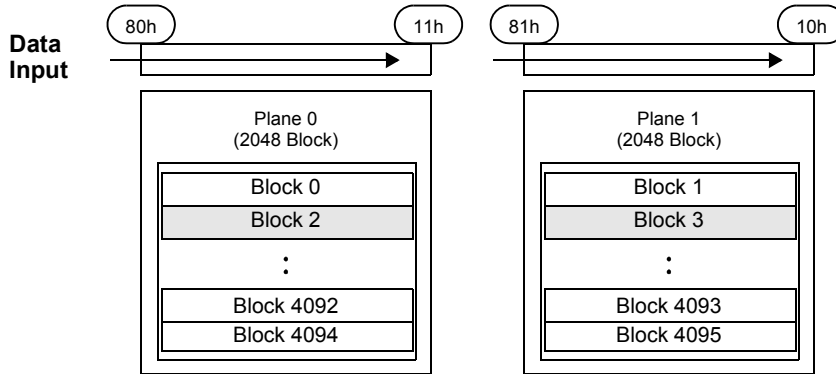 80h 11h 81h 10h
Data
Input
Plane 0 Plane 1
(2048 Block) (2048 Block)
Block 0 Block 1
Block 2 Block 3
: :
Block 4092 Block 4093
Block 4094 Block 4095